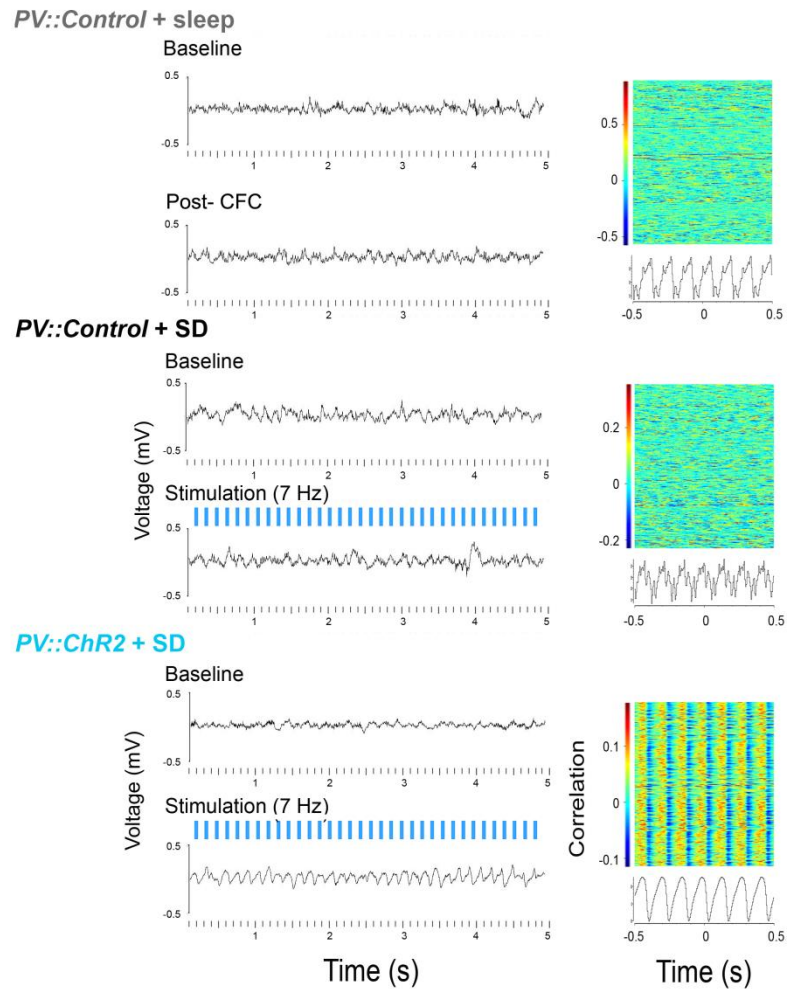 PV::Control + sleep
Baseline
0.5
-0.5
1 2 3 4 5
Post- CFC
0.5
-0.5
1 2 3 4 5
0.5
0
-0.5
-0.5 0 0.5
PV::Control + SD
Baseline
0.5
-0.5
1 2 3 4 5
Voltage (mV)
Stimulation (7 Hz)
0.5
-0.5
1 2 3 4 5
0.2
0
-0.2
-0.5 0 0.5
PV::ChR2 + SD
Baseline
0.5
-0.5
1 2 3 4 5
Voltage (mV)
Stimulation (7 Hz)
0.5
-0.5
1 2 3 4 5
Time (s)
0.1
0
-0.1
Correlation
-0.5 0 0.5
Time (s)